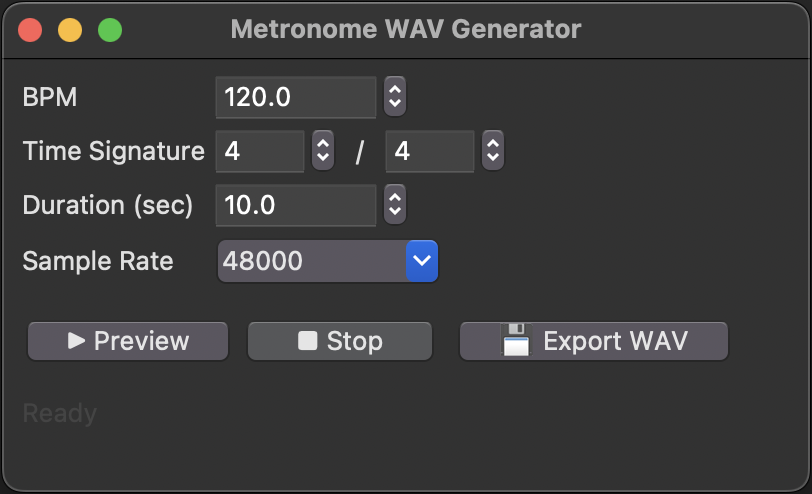 Metronome WAV Generator
BPM 120.0
Time Signature 4 / 4
Duration (sec) 10.0
Sample Rate 48000
Preview Stop Export WAV
Ready